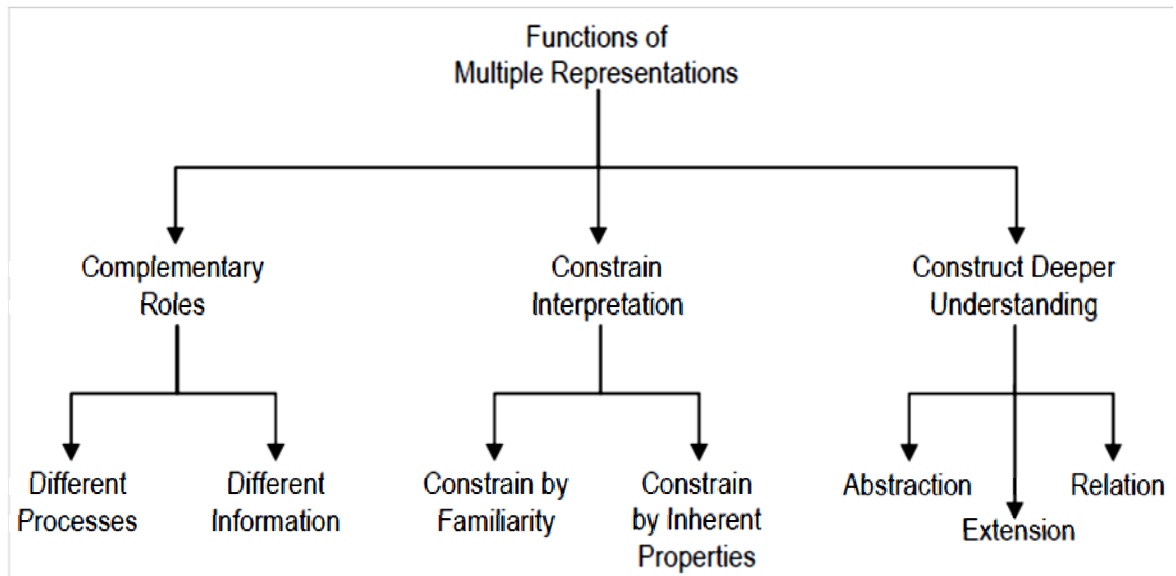 Functions of
Multiple Representations
Complementary
Roles
Constrain
Interpretation
Construct Deeper
Understanding
Different
Processes
Different
Information
Constrain by
Familiarity
Constrain
by Inherent
Properties
Abstraction
Extension
Relation